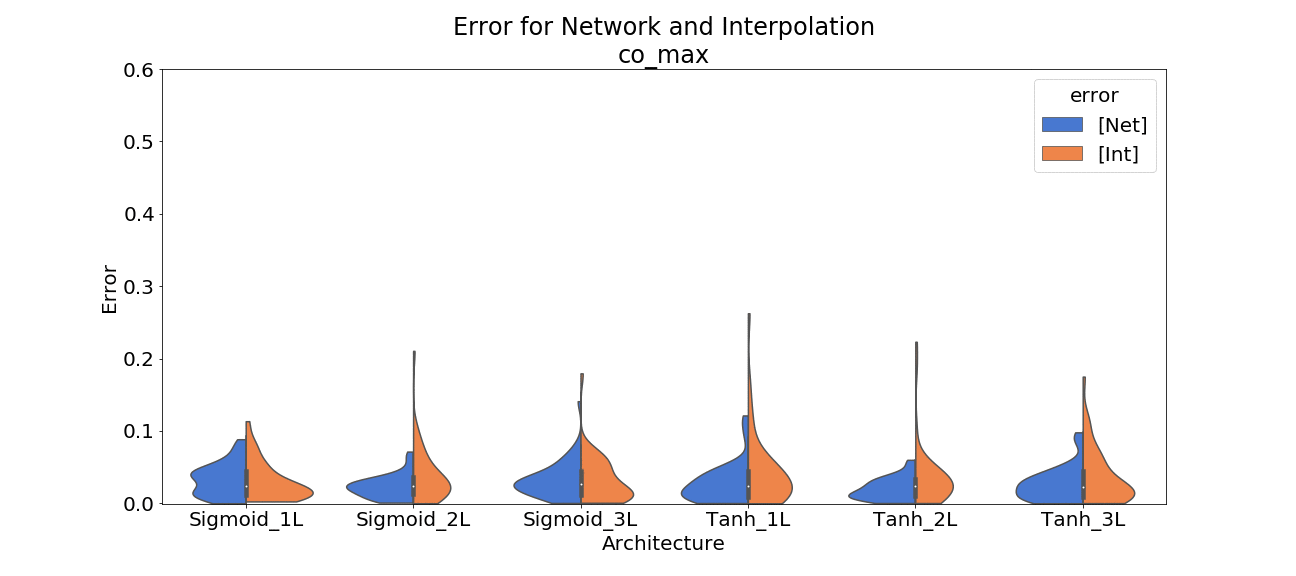 Error for Network and Interpolation
co_max
error
[Net]
[Int]
Error
0.6
0.5
0.4
0.3
0.2
0.1
0.0
Sigmoid_1L
Sigmoid_2L
Sigmoid_3L
Tanh_1L
Tanh_2L
Tanh_3L
Architecture